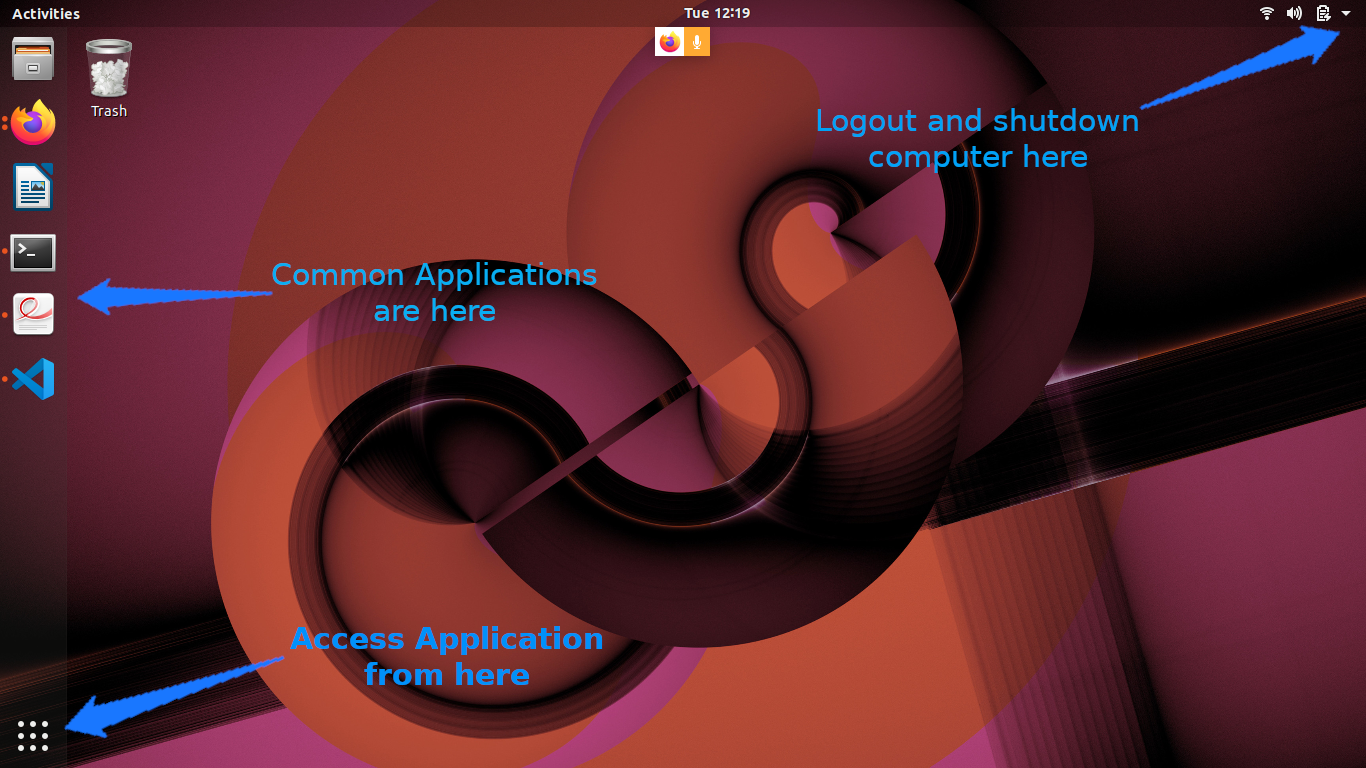 Activities
Tue 12:19
Trash
Logout and shutdown
computer here
Common Applications
are here
Access Application
from here